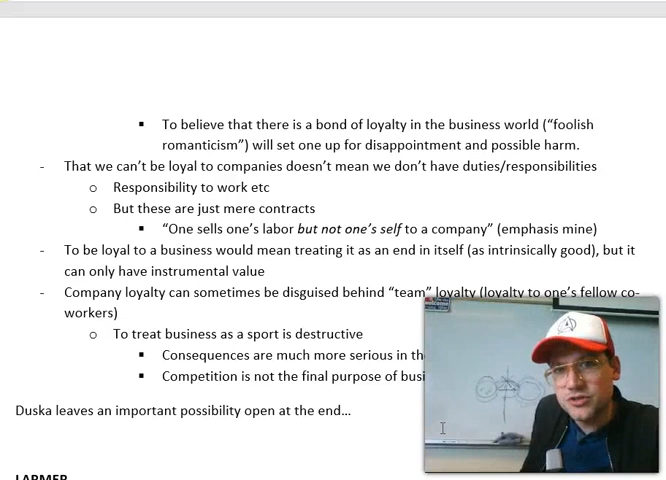 ▪ To believe that there is a bond of loyalty in the business world (“foolish
romanticism”) will set one up for disappointment and possible harm.
- That we can’t be loyal to companies doesn’t mean we don’t have duties/responsibilities
o Responsibility to work etc
o But these are just mere contracts
▪ “One sells one’s labor but not one’s self to a company” (emphasis mine)
- To be loyal to a business would mean treating it as an end in itself (as intrinsically good), but it
can only have instrumental value
- Company loyalty can sometimes be disguised behind “team” loyalty (loyalty to one’s fellow co-
workers)
o To treat business as a sport is destructive
▪ Consequences are much more serious in th
▪ Competition is not the final purpose of busi
Duska leaves an important possibility open at the end…
LARMER